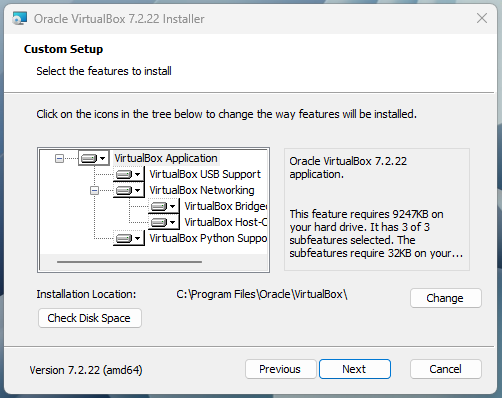 Oracle VirtualBox 7.2.22 Installer
Custom Setup
Select the features to install
Click on the icons in the tree below to change the way features will be installed.
VirtualBox Application
VirtualBox USB Support
VirtualBox Networking
VirtualBox Bridge
VirtualBox Host-C
VirtualBox Python Suppo
Oracle VirtualBox 7.2.22
application.
This feature requires 9247KB on
your hard drive. It has 3 of 3
subfeatures selected. The
subfeatures require 32KB on your...
Installation Location:
C:\Program Files\Oracle\VirtualBox\
Change
Check Disk Space
Version 7.2.22 (amd64)
Previous
Next
Cancel